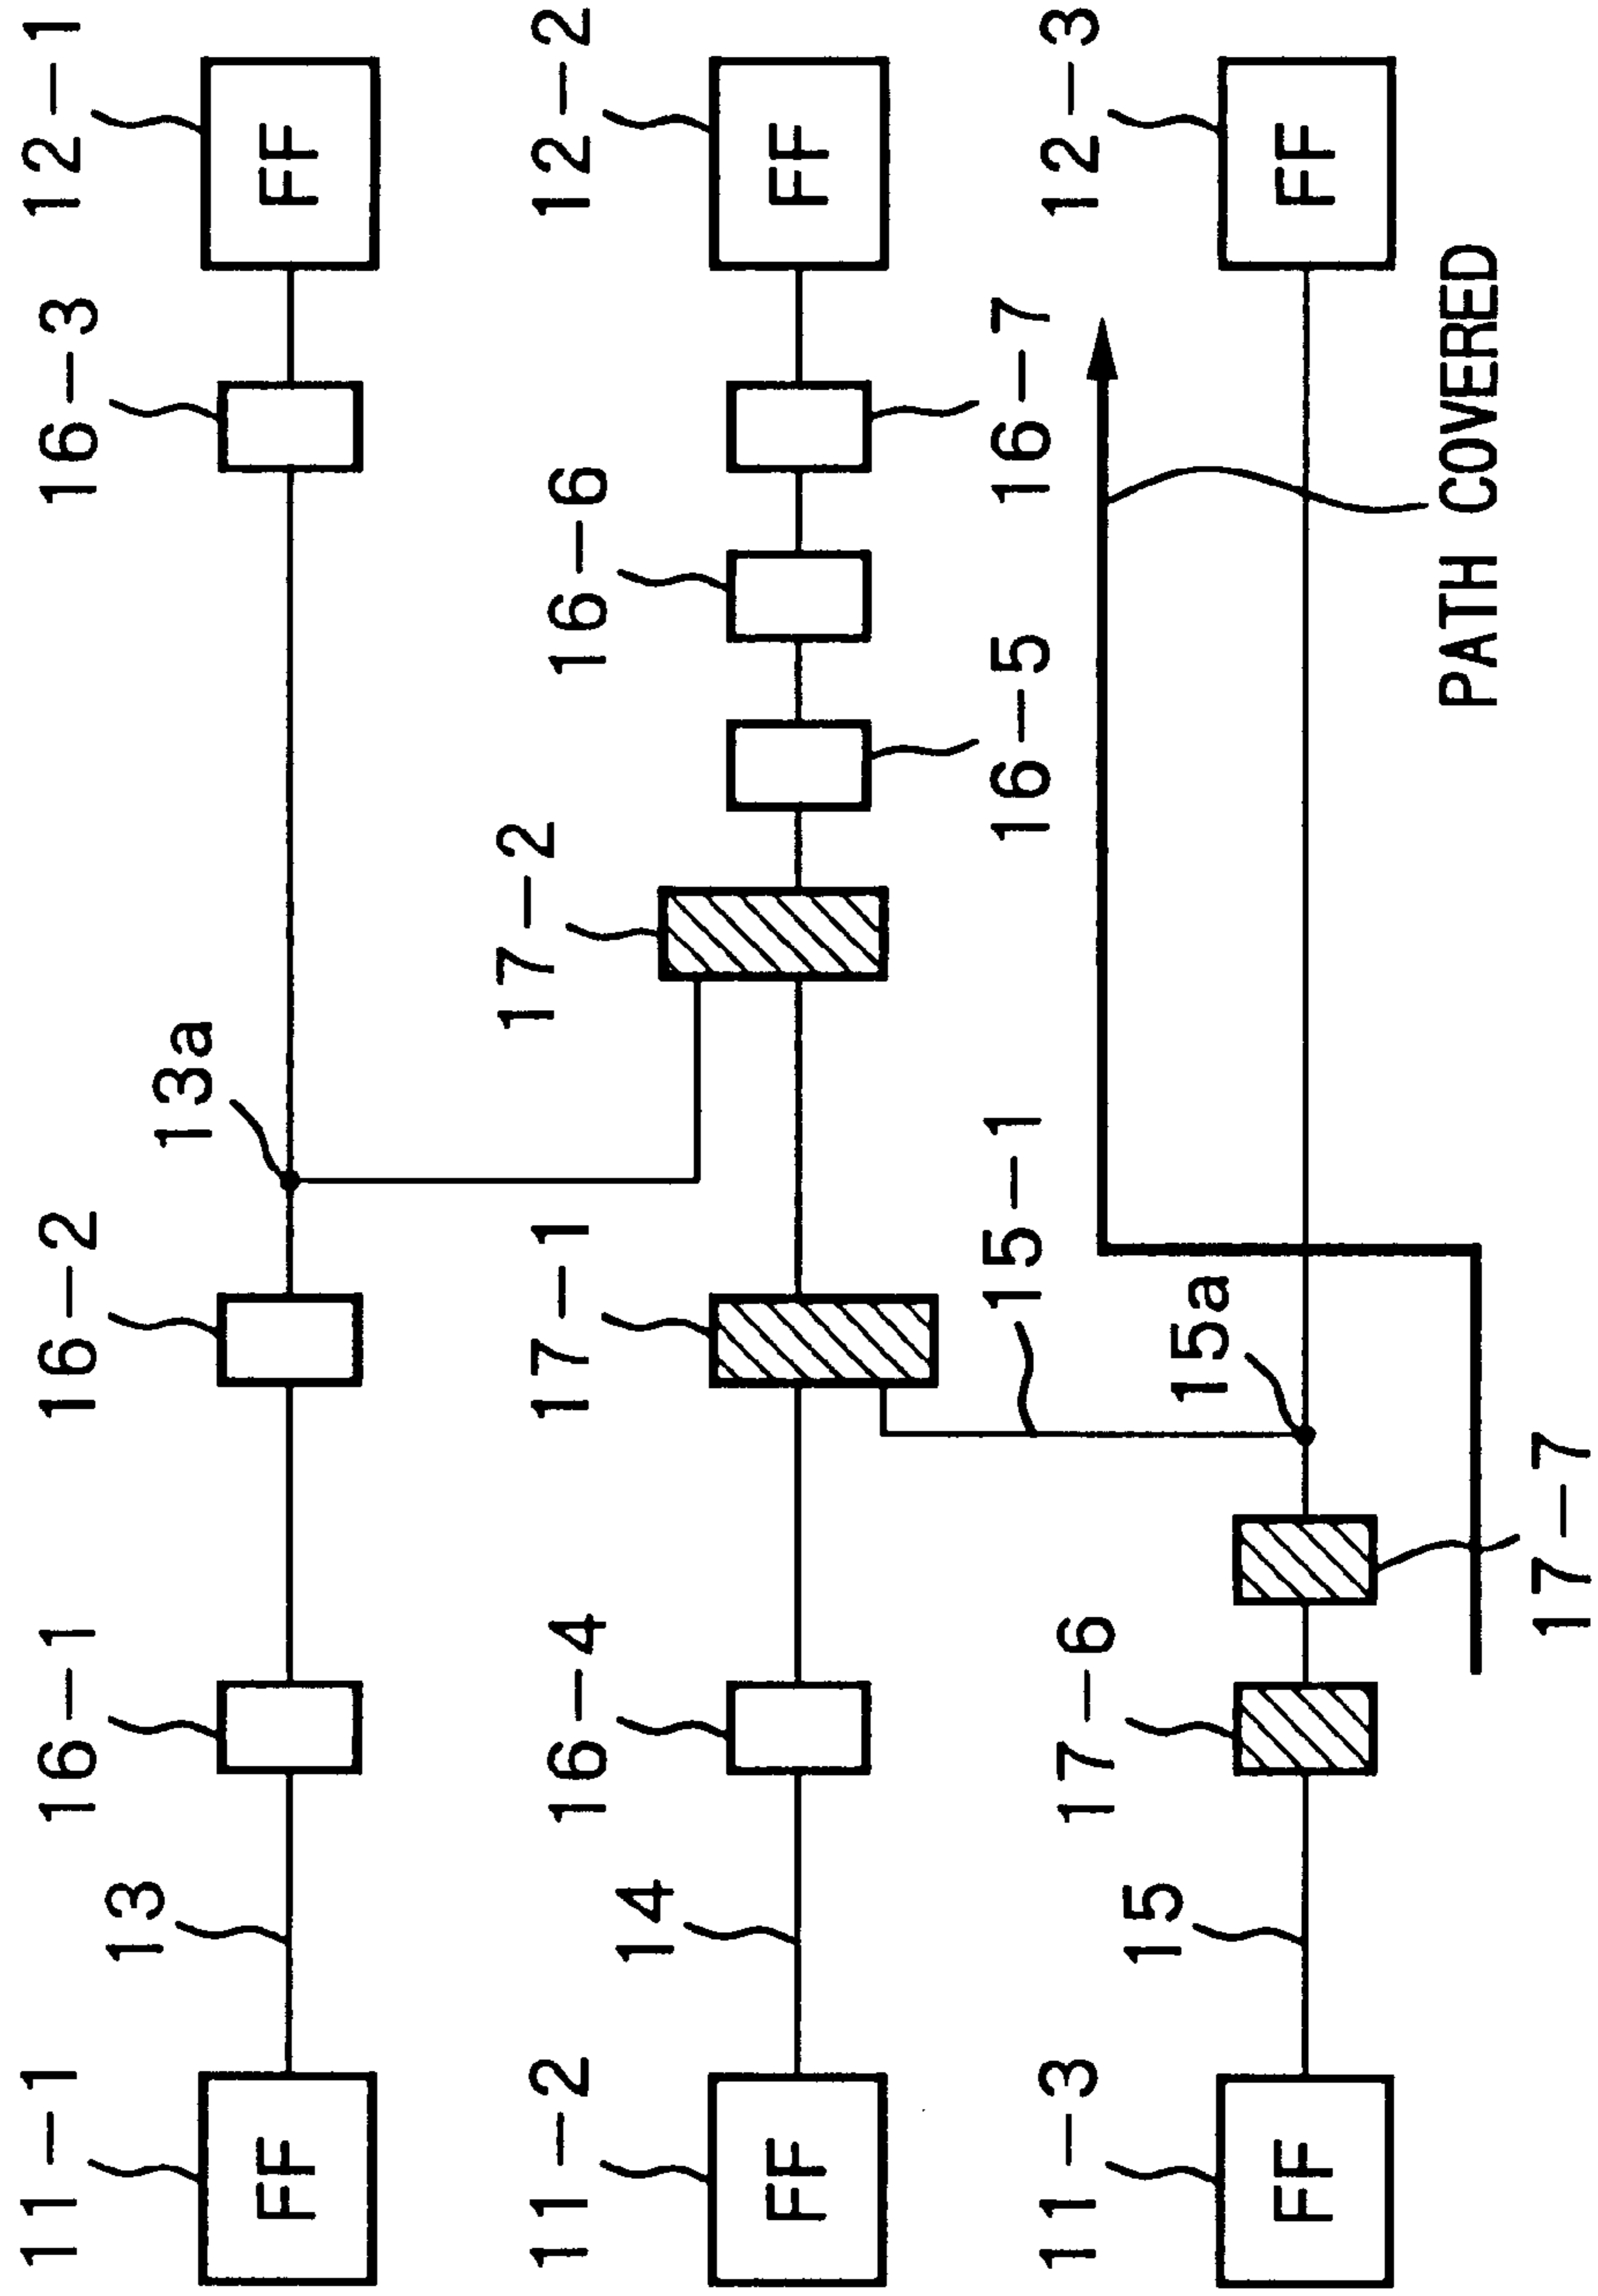 11-1
13
16-1
16-2
13a
16-3
12-1
FF
FF
11-2
14
16-4
17-1
17-2
16-6
12-2
FF
FF
15-1
16-5
16-7
11-3
15
17-6
15a
12-3
FF
FF
17-7
PATH COVERED